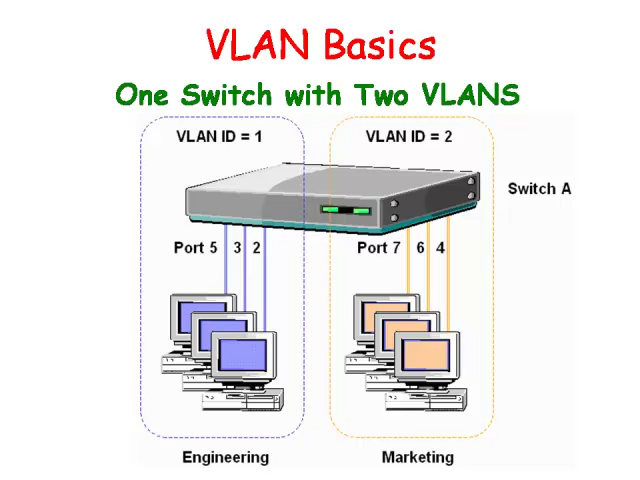 VLAN Basics
One Switch with Two VLANS
VLAN ID = 1
VLAN ID = 2
Switch A
Port 5 3 2
Port 7 6 4
Engineering
Marketing